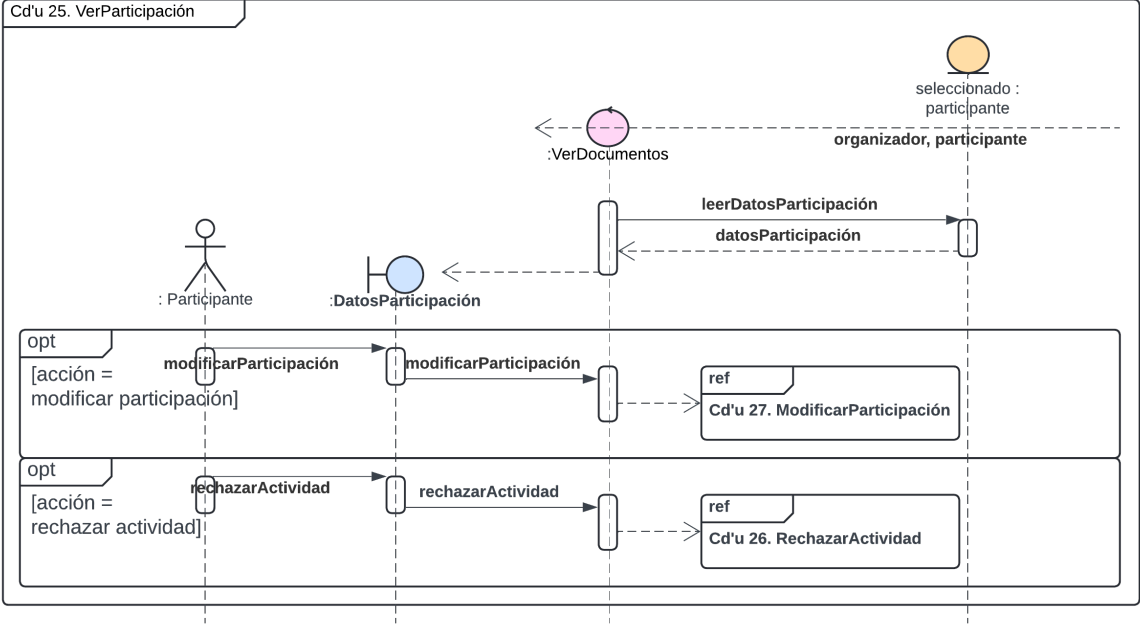 Cd'u 25. VerParticipación
seleccionado :
participante
organizador, participante
:VerDocumentos
leerDatosParticipación
datosParticipación
: Participante
:DatosParticipación
opt
[acción =
modificar participación]
modificarParticipación
modificarParticipación
ref
Cd'u 27. ModificarParticipación
opt
[acción =
rechazar actividad]
rechazarActividad
rechazarActividad
ref
Cd'u 26. RechazarActividad